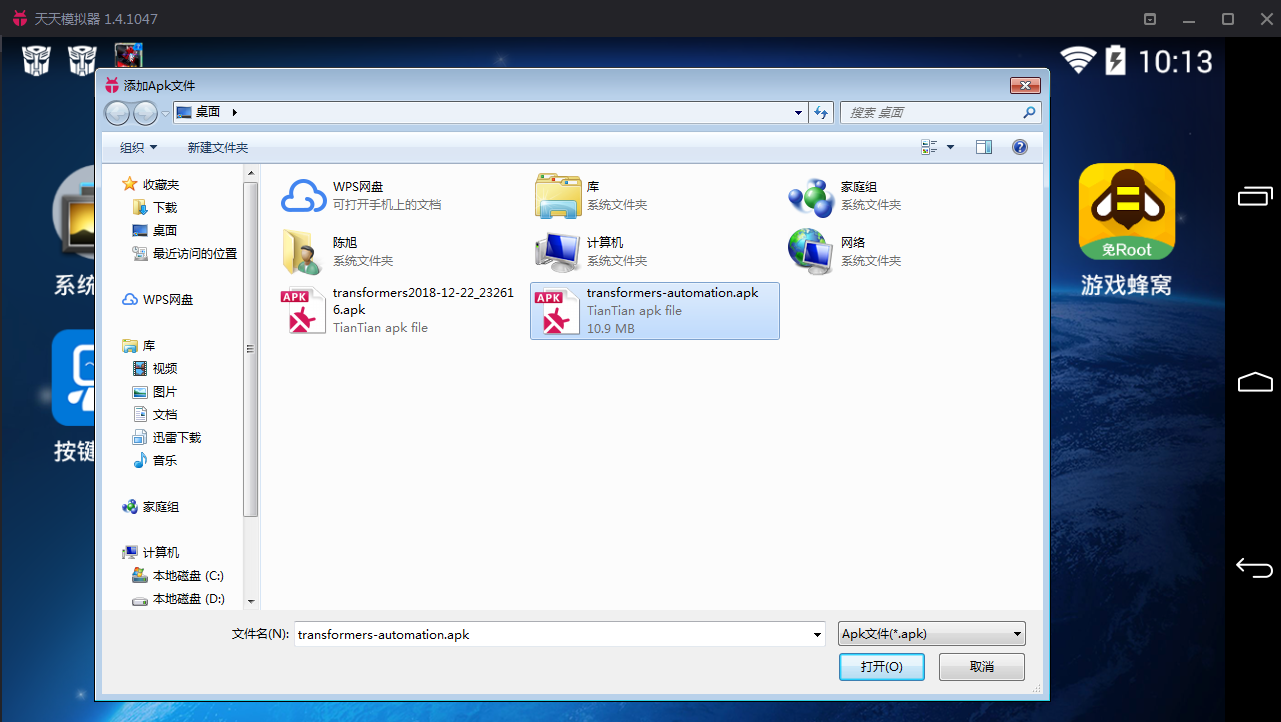 天天模拟器 1.4.1047
10:13
添加Apk文件
桌面
搜索 桌面
组织
新建文件夹
收藏夹
下载
桌面
最近访问的位置
WPS网盘
库
视频
图片
文档
迅雷下载
音乐
家庭组
计算机
本地磁盘 (C:)
本地磁盘 (D:)
WPS网盘
可打开手机上的文档
库
系统文件夹
家庭组
系统文件夹
陈旭
系统文件夹
计算机
系统文件夹
网络
系统文件夹
APK
transformers2018-12-22_23261
6.apk
TianTian apk file
APK
transformers-automation.apk
TianTian apk file
10.9 MB
文件名(N):
transformers-automation.apk
Apk文件(*.apk)
打开(O)
取消
系统
按键
免Root
游戏蜂窝